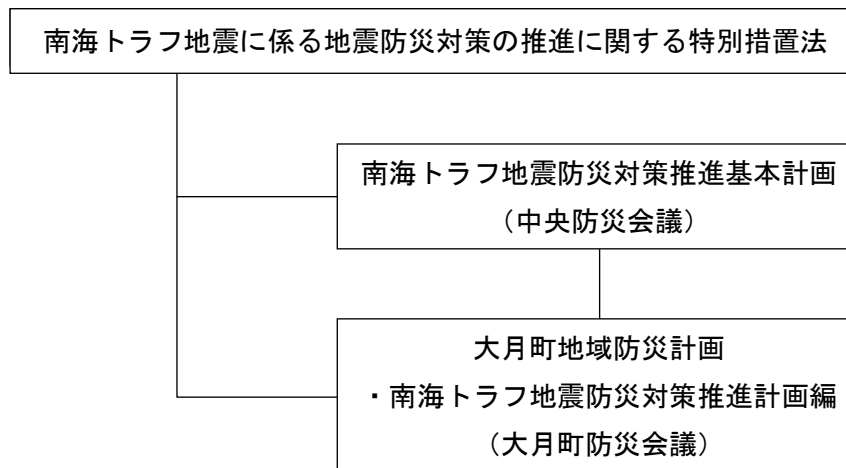 南海トラフ地震に係る地震防災対策の推進に関する特別措置法
南海トラフ地震防災対策推進基本計画
（中央防災会議）
大月町地域防災計画
・南海トラフ地震防災対策推進計画編
（大月町防災会議）